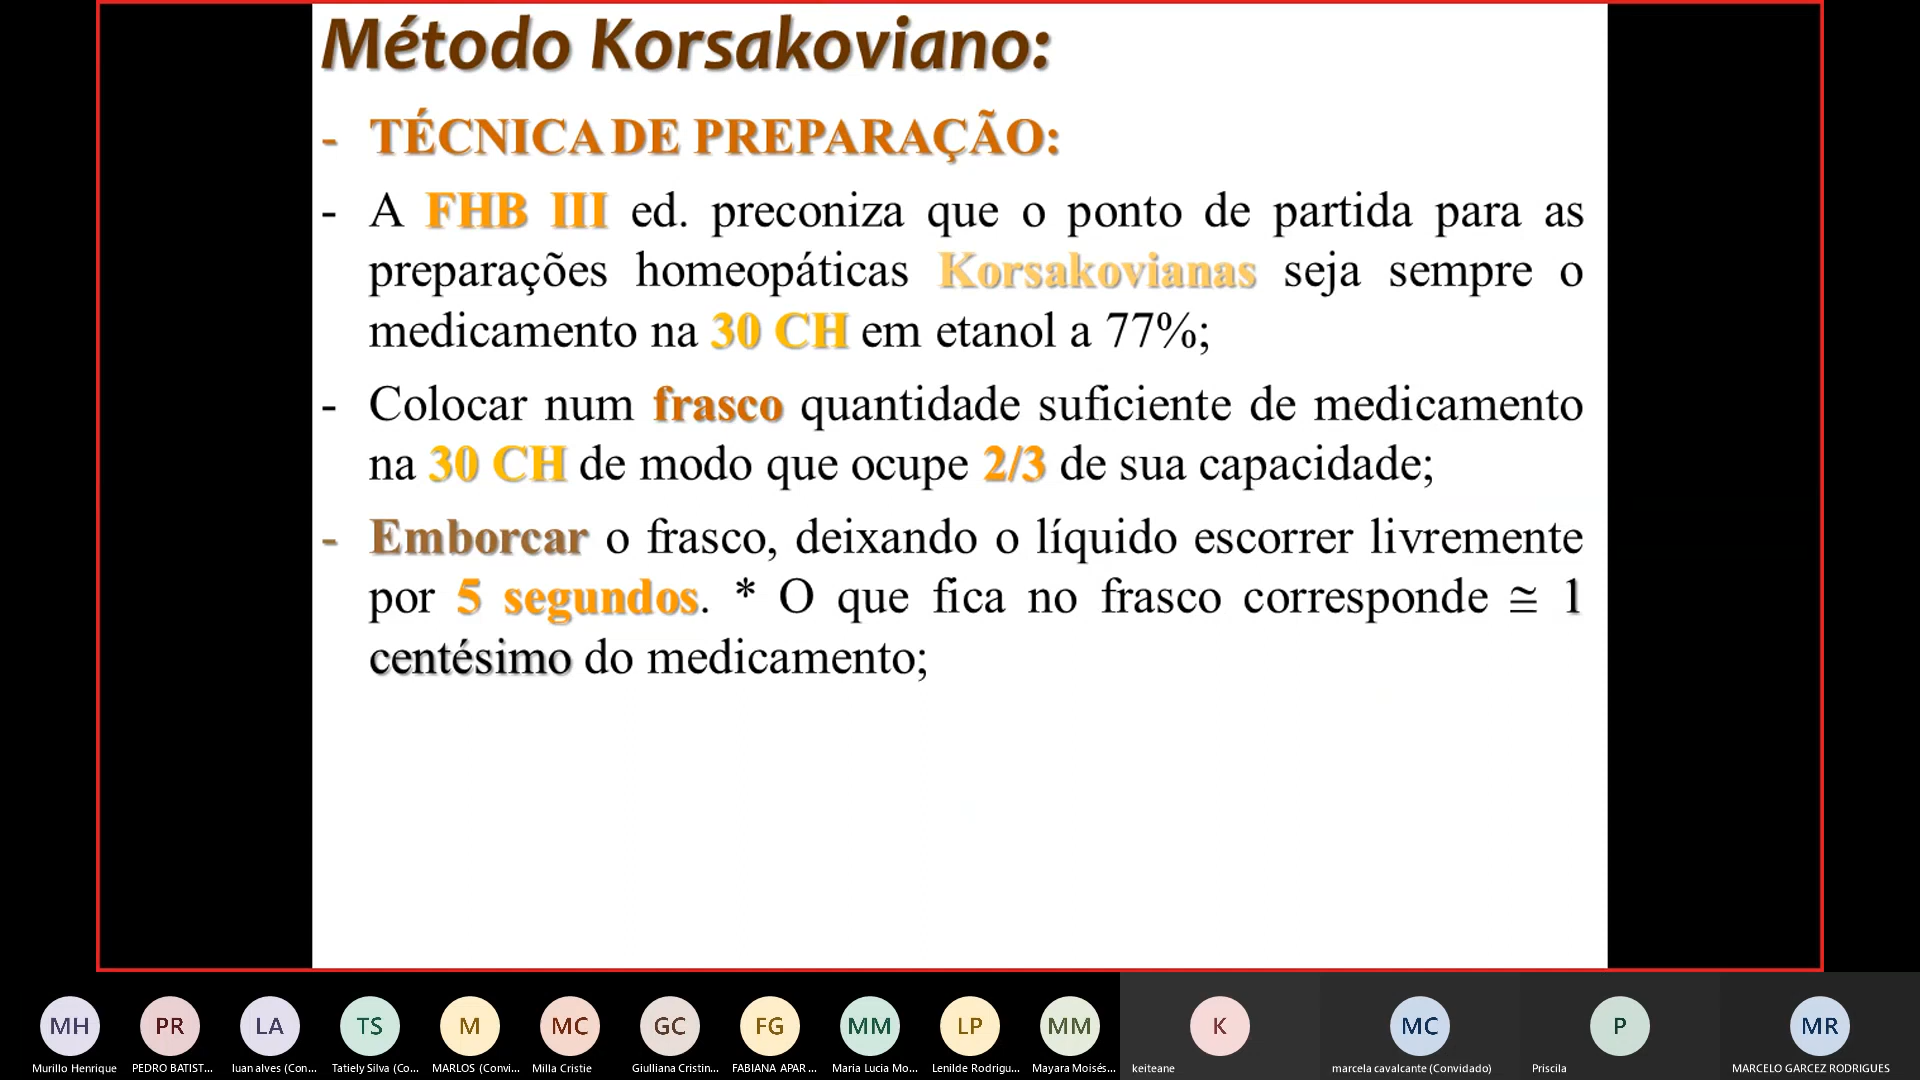 Método Korsakoviano:
- TÉCNICA DE PREPARAÇÃO:
- A FHB III ed. preconiza que o ponto de partida para as
preparações homeopáticas Korsakovianas seja sempre o
medicamento na 30 CH em etanol a 77%;
- Colocar num frasco quantidade suficiente de medicamento
na 30 CH de modo que ocupe 2/3 de sua capacidade;
- Emborcar o frasco, deixando o líquido escorrer livremente
por 5 segundos. * O que fica no frasco corresponde ≅ 1
centésimo do medicamento;
MH PR LA TS M MC GC FG MM LP MM K MC P MR
Murillo Henrique PEDRO BATIST... luan alves (Con... Tatiely Silva (Co... MARLOS (Convi... Milla Cristie Giulliana Cristin... FABIANA APAR ... Maria Lucia Mo... Lenilde Rodrigu... Mayara Moisés... keiteane marcela cavalcante (Convidado) Priscila MARCELO GARCEZ RODRIGUES